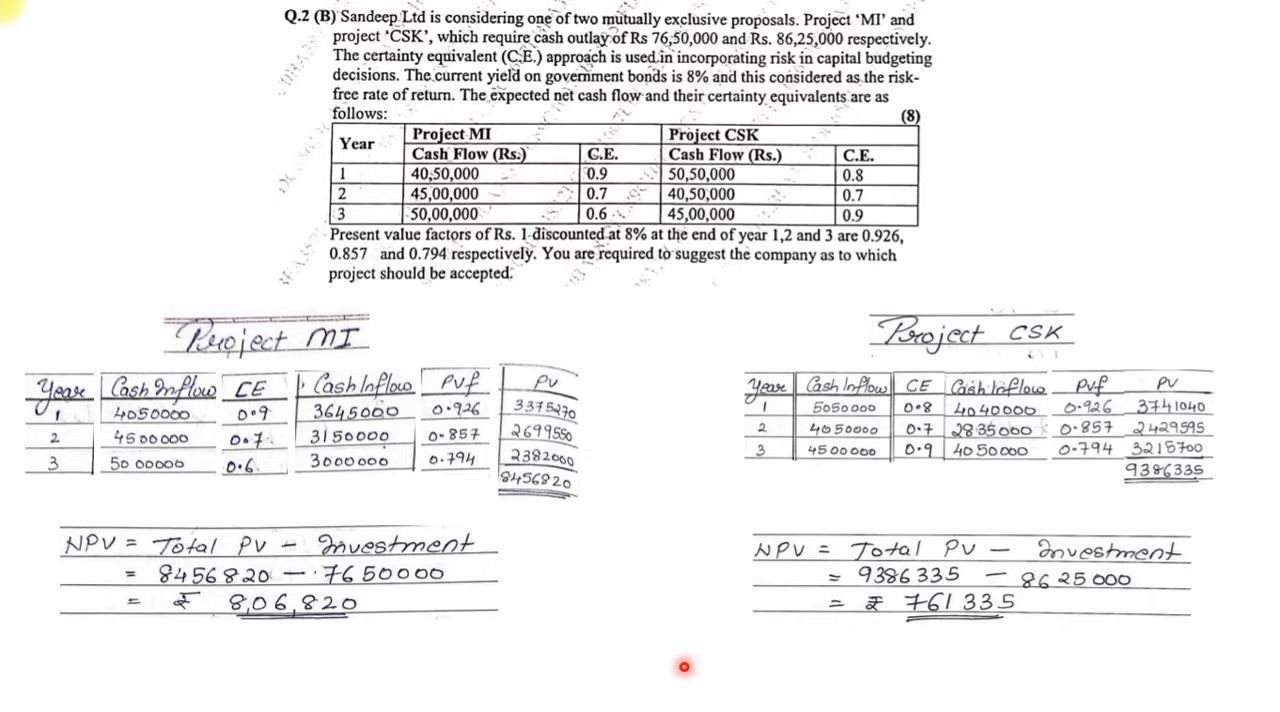 Q.2 (B) Sandeep Ltd is considering one of two mutually exclusive proposals. Project 'MI' and
project 'CSK', which require cash outlay of Rs 76,50,000 and Rs. 86,25,000 respectively.
The certainty equivalent (C.E.) approach is used in incorporating risk in capital budgeting
decisions. The current yield on government bonds is 8% and this considered as the risk-
free rate of return. The expected net cash flow and their certainty equivalents are as
follows: (8)
Year Project MI Project CSK
Cash Flow (Rs.) C.E. Cash Flow (Rs.) C.E.
1 40,50,000 0.9 50,50,000 0.8
2 45,00,000 0.7 40,50,000 0.7
3 50,00,000 0.6 45,00,000 0.9
Present value factors of Rs. 1 discounted at 8% at the end of year 1,2 and 3 are 0.926,
0.857 and 0.794 respectively. You are required to suggest the company as to which
project should be accepted.
Project MI
Year Cash Inflow CE Cash Inflow PVf PV
1 4050000 0.9 3645000 0.926 3375270
2 4500000 0.7 3150000 0.857 2699550
3 5000000 0.6 3000000 0.794 2382000
8456820
NPV = Total PV - Investment
= 8456820 - 7650000
= ₹ 8,06,820
Project CSK
Year Cash Inflow CE Cash Inflow PVf PV
1 5050000 0.8 4040000 0.926 3741040
2 4050000 0.7 2835000 0.857 2429595
3 4500000 0.9 4050000 0.794 3215700
9386335
NPV = Total PV - Investment
= 9386335 - 8625000
= ₹ 761335